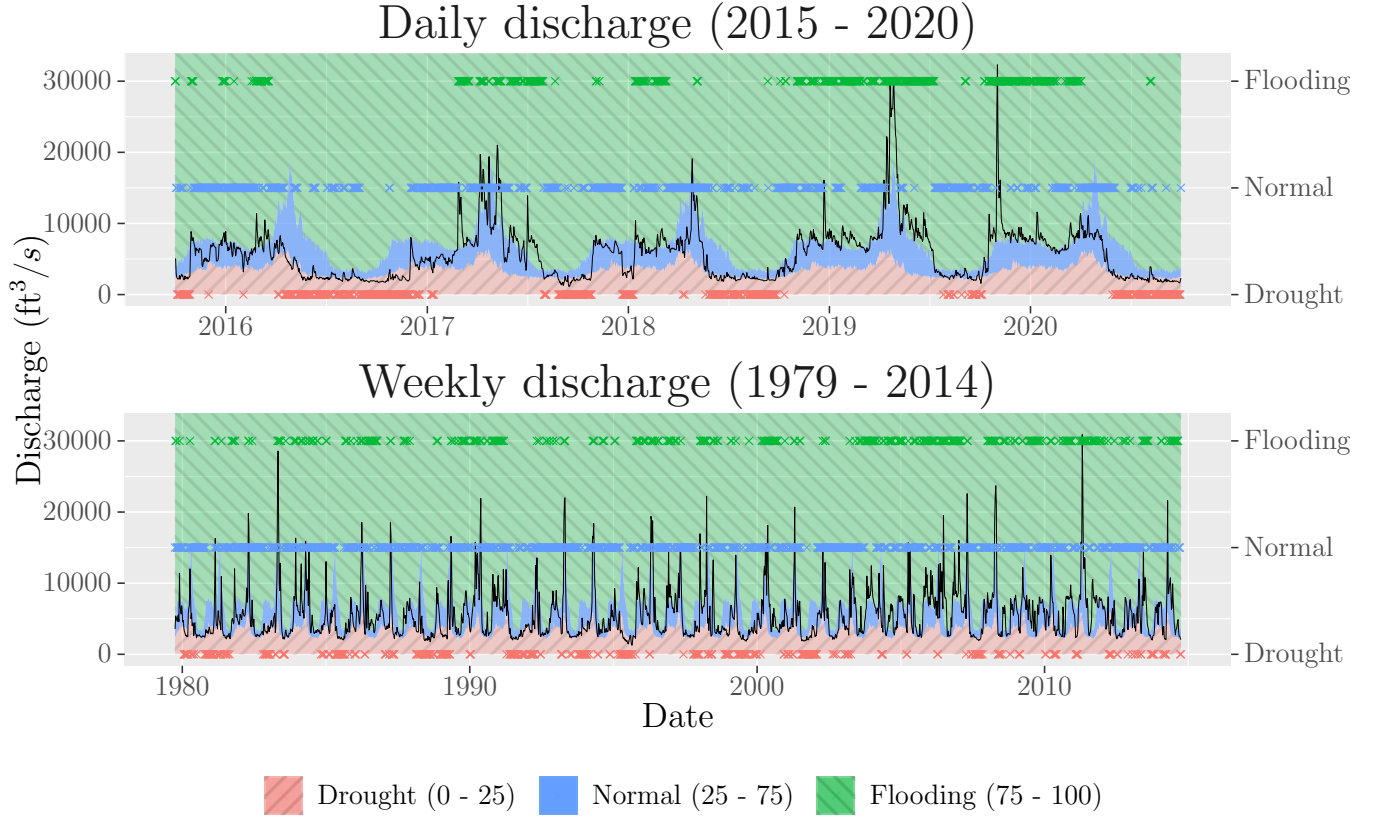 Daily discharge (2015 - 2020)
30000
20000
10000
0
Flooding
Normal
Drought
2016 2017 2018 2019 2020
Discharge (ft³/s)
Weekly discharge (1979 - 2014)
30000
20000
10000
0
Flooding
Normal
Drought
1980 1990 2000 2010
Date
Drought (0 - 25) Normal (25 - 75) Flooding (75 - 100)